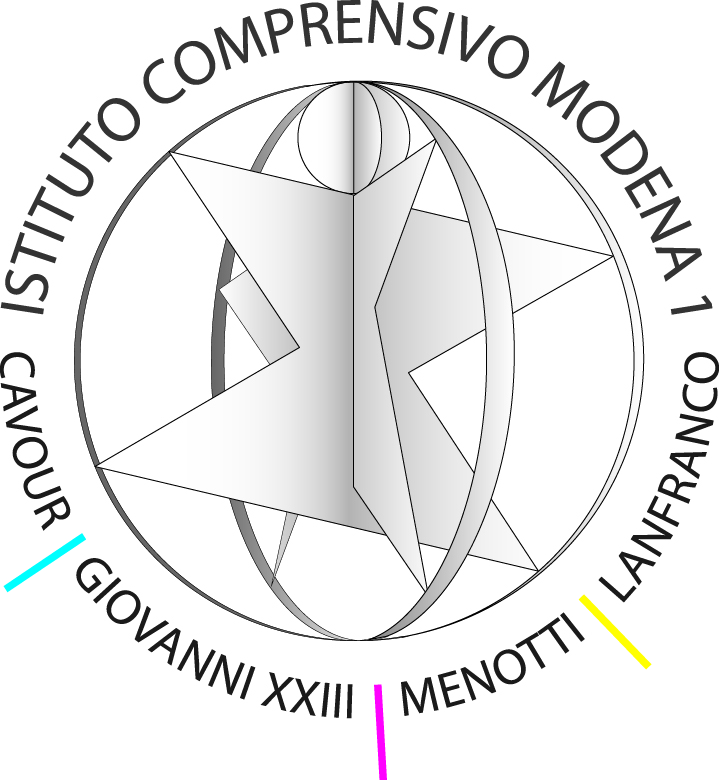 ISTITUTO COMPRENSIVO MODENA 1
CAVOUR
GIOVANNI XXIII
MENOTTI
LANFRANCO